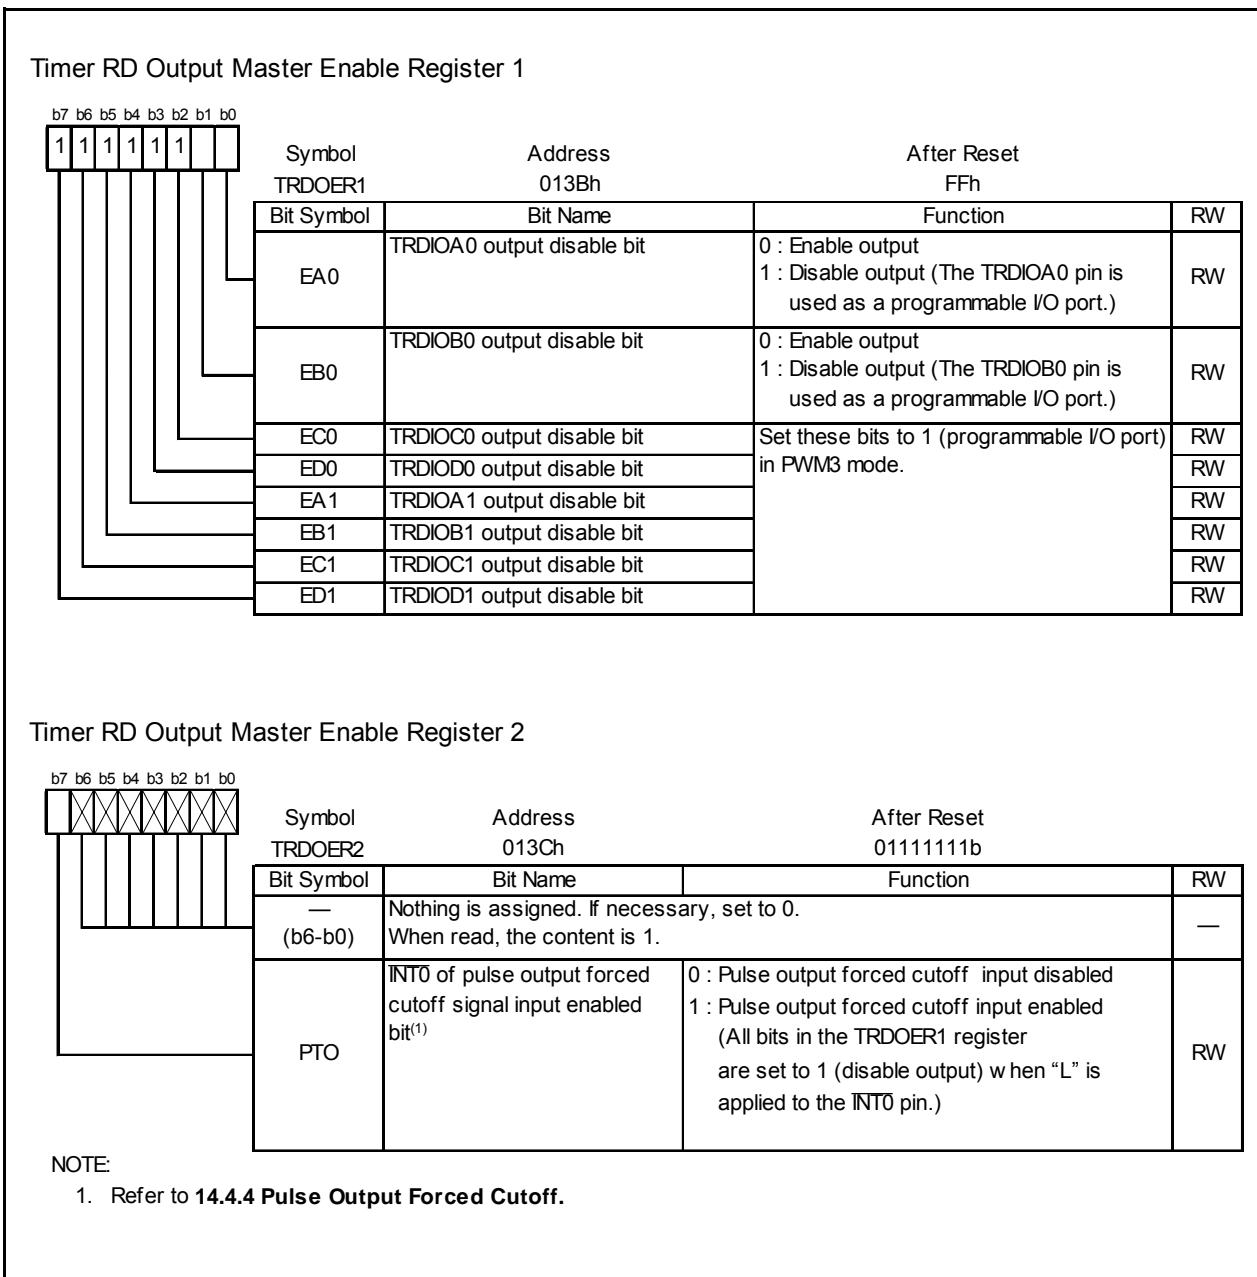 Timer RD Output Master Enable Register 1
b7 b6 b5 b4 b3 b2 b1 b0
1 1 1 1 1 1
Symbol Address After Reset
TRDOER1 013Bh FFh
Bit Symbol Bit Name Function RW
EA0 TRDIOA0 output disable bit 0 : Enable output
1 : Disable output (The TRDIOA0 pin is
used as a programmable I/O port.) RW
EB0 TRDIOB0 output disable bit 0 : Enable output
1 : Disable output (The TRDIOB0 pin is
used as a programmable I/O port.) RW
EC0 TRDIOC0 output disable bit Set these bits to 1 (programmable I/O port) RW
ED0 TRDIOD0 output disable bit in PWM3 mode. RW
EA1 TRDIOA1 output disable bit RW
EB1 TRDIOB1 output disable bit RW
EC1 TRDIOC1 output disable bit RW
ED1 TRDIOD1 output disable bit RW
Timer RD Output Master Enable Register 2
b7 b6 b5 b4 b3 b2 b1 b0
Symbol Address After Reset
TRDOER2 013Ch 01111111b
Bit Symbol Bit Name Function RW
— Nothing is assigned. If necessary, set to 0.
(b6-b0) When read, the content is 1. —
INT0 of pulse output forced 0 : Pulse output forced cutoff input disabled
cutoff signal input enabled 1 : Pulse output forced cutoff input enabled
bit(1) (All bits in the TRDOER1 register
PTO are set to 1 (disable output) when “L” is RW
applied to the INT0 pin.)
NOTE:
1. Refer to 14.4.4 Pulse Output Forced Cutoff.